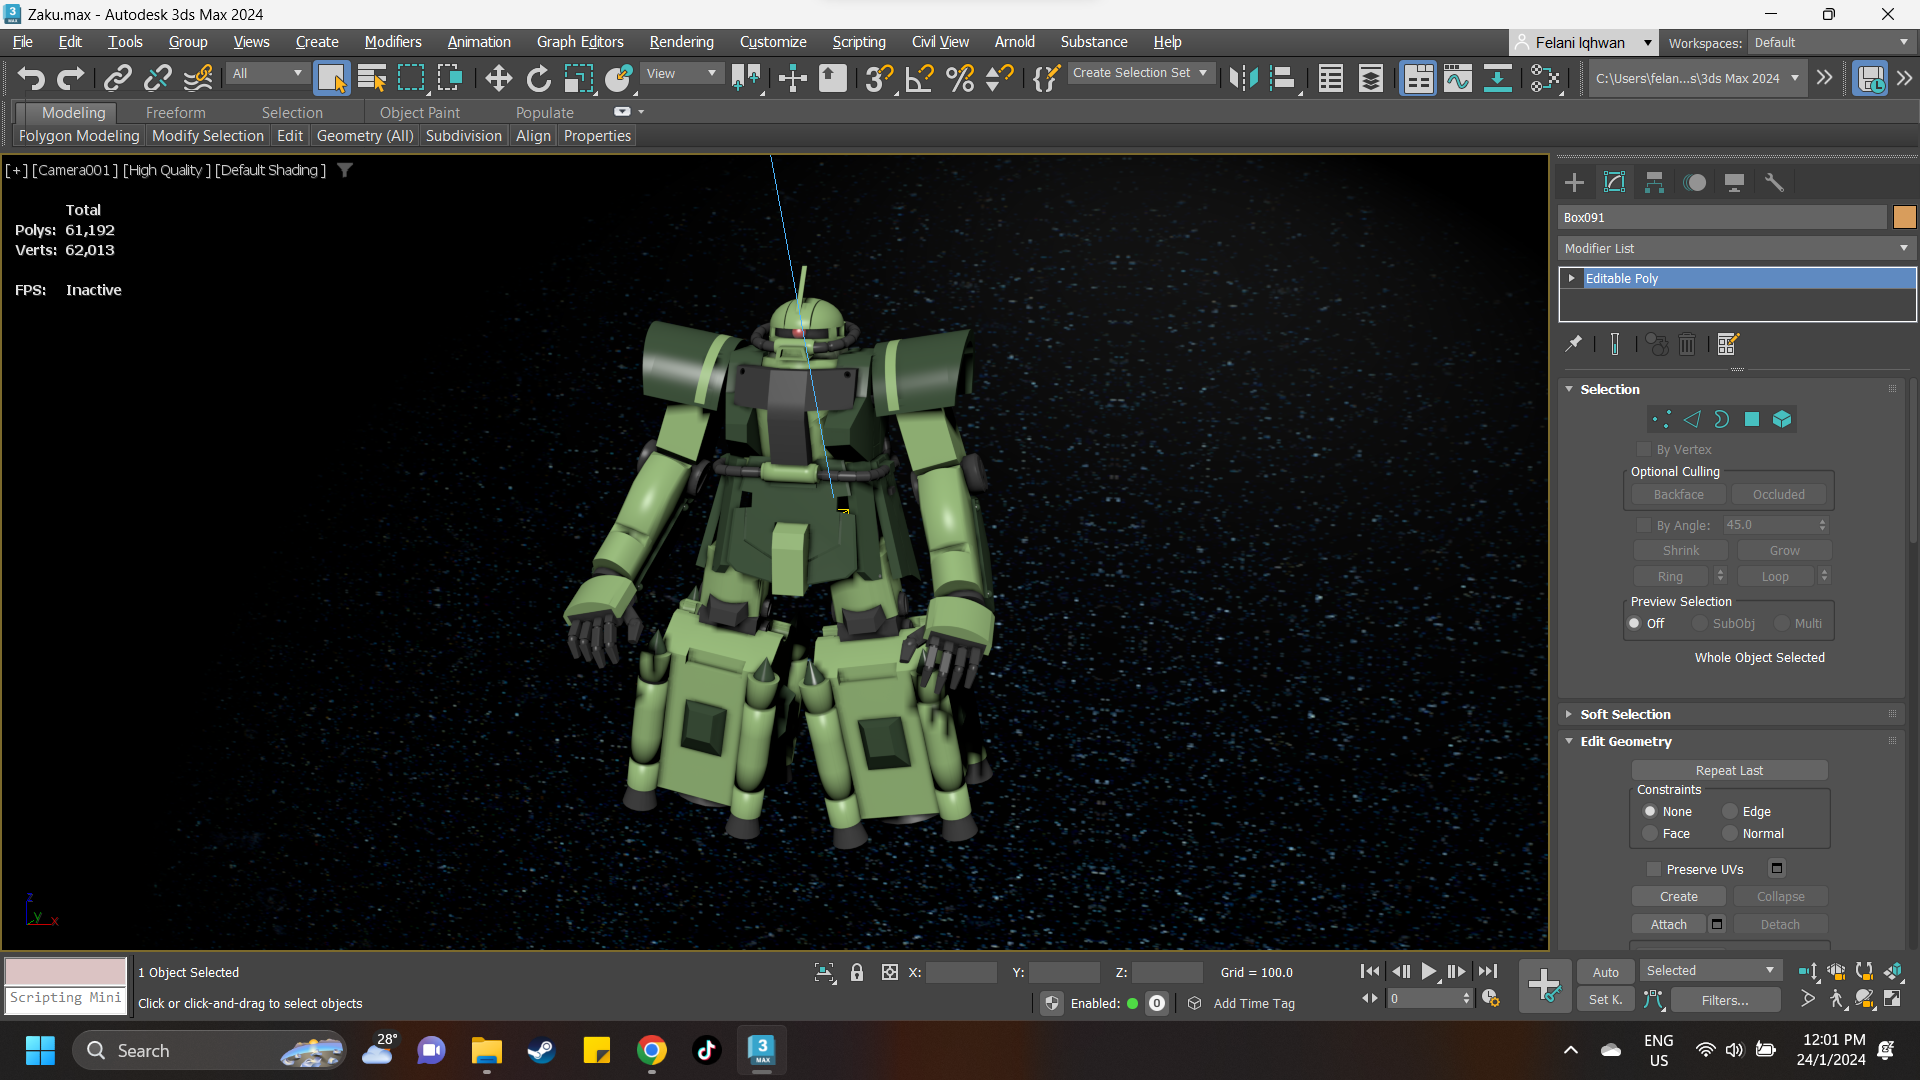 Zaku.max - Autodesk 3ds Max 2024
File Edit Tools Group Views Create Modifiers Animation Graph Editors Rendering Customize Scripting Civil View Arnold Substance Help
Felani Iqhwan
Workspaces: Default
All
View
Create Selection Set
C:\Users\felan...s\3ds Max 2024
Modeling Freeform Selection Object Paint Populate
Polygon Modeling Modify Selection Edit Geometry (All) Subdivision Align Properties
[+] [Camera001] [High Quality] [Default Shading]
Total
Polys: 61,192
Verts: 62,013
FPS: Inactive
Box091
Modifier List
Editable Poly
Selection
By Vertex
Optional Culling
Backface Occluded
By Angle: 45.0
Shrink Grow
Ring Loop
Preview Selection
Off SubObj Multi
Whole Object Selected
Soft Selection
Edit Geometry
Repeat Last
Constraints
None Edge
Face Normal
Preserve UVs
Create Collapse
Attach Detach
z
y
x
Scripting Mini
1 Object Selected
Click or click-and-drag to select objects
X: Y: Z: Grid = 100.0
Enabled: 0 Add Time Tag
0
Auto Selected
Set K. Filters...
Search
28°
3
MAX
ENG
US
12:01 PM
24/1/2024